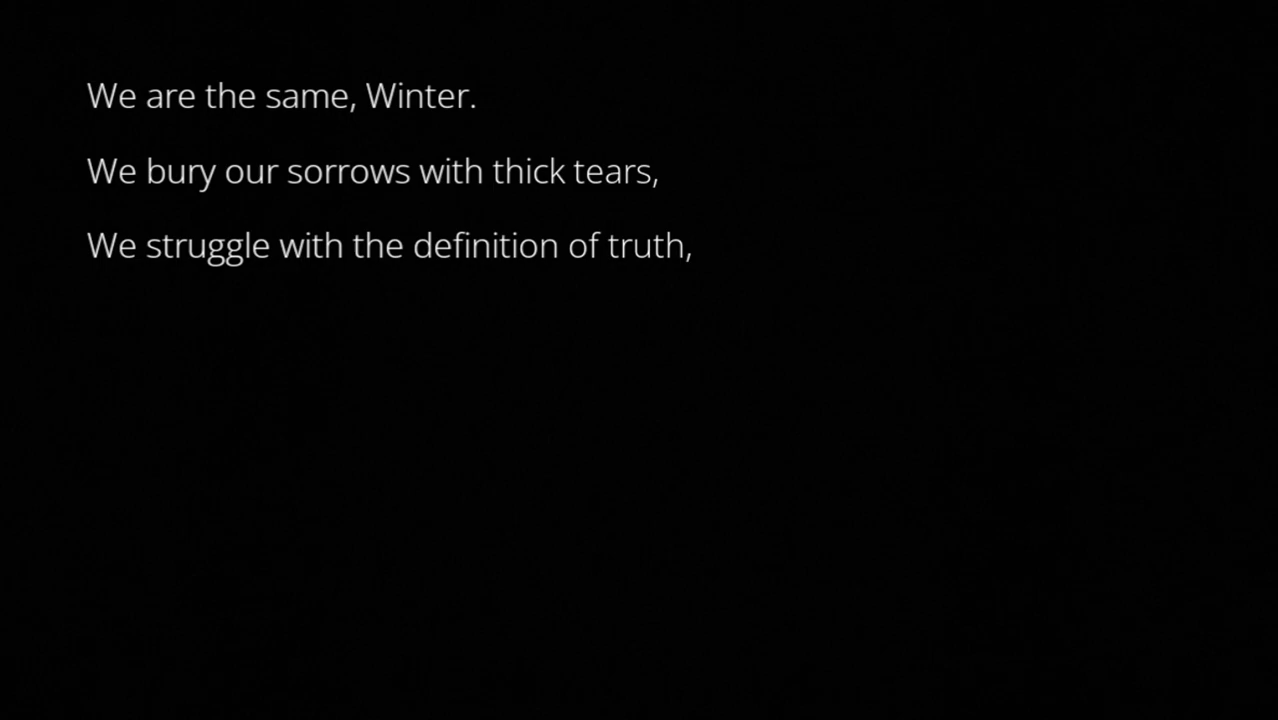 We are the same, Winter.
We bury our sorrows with thick tears,
We struggle with the definition of truth,